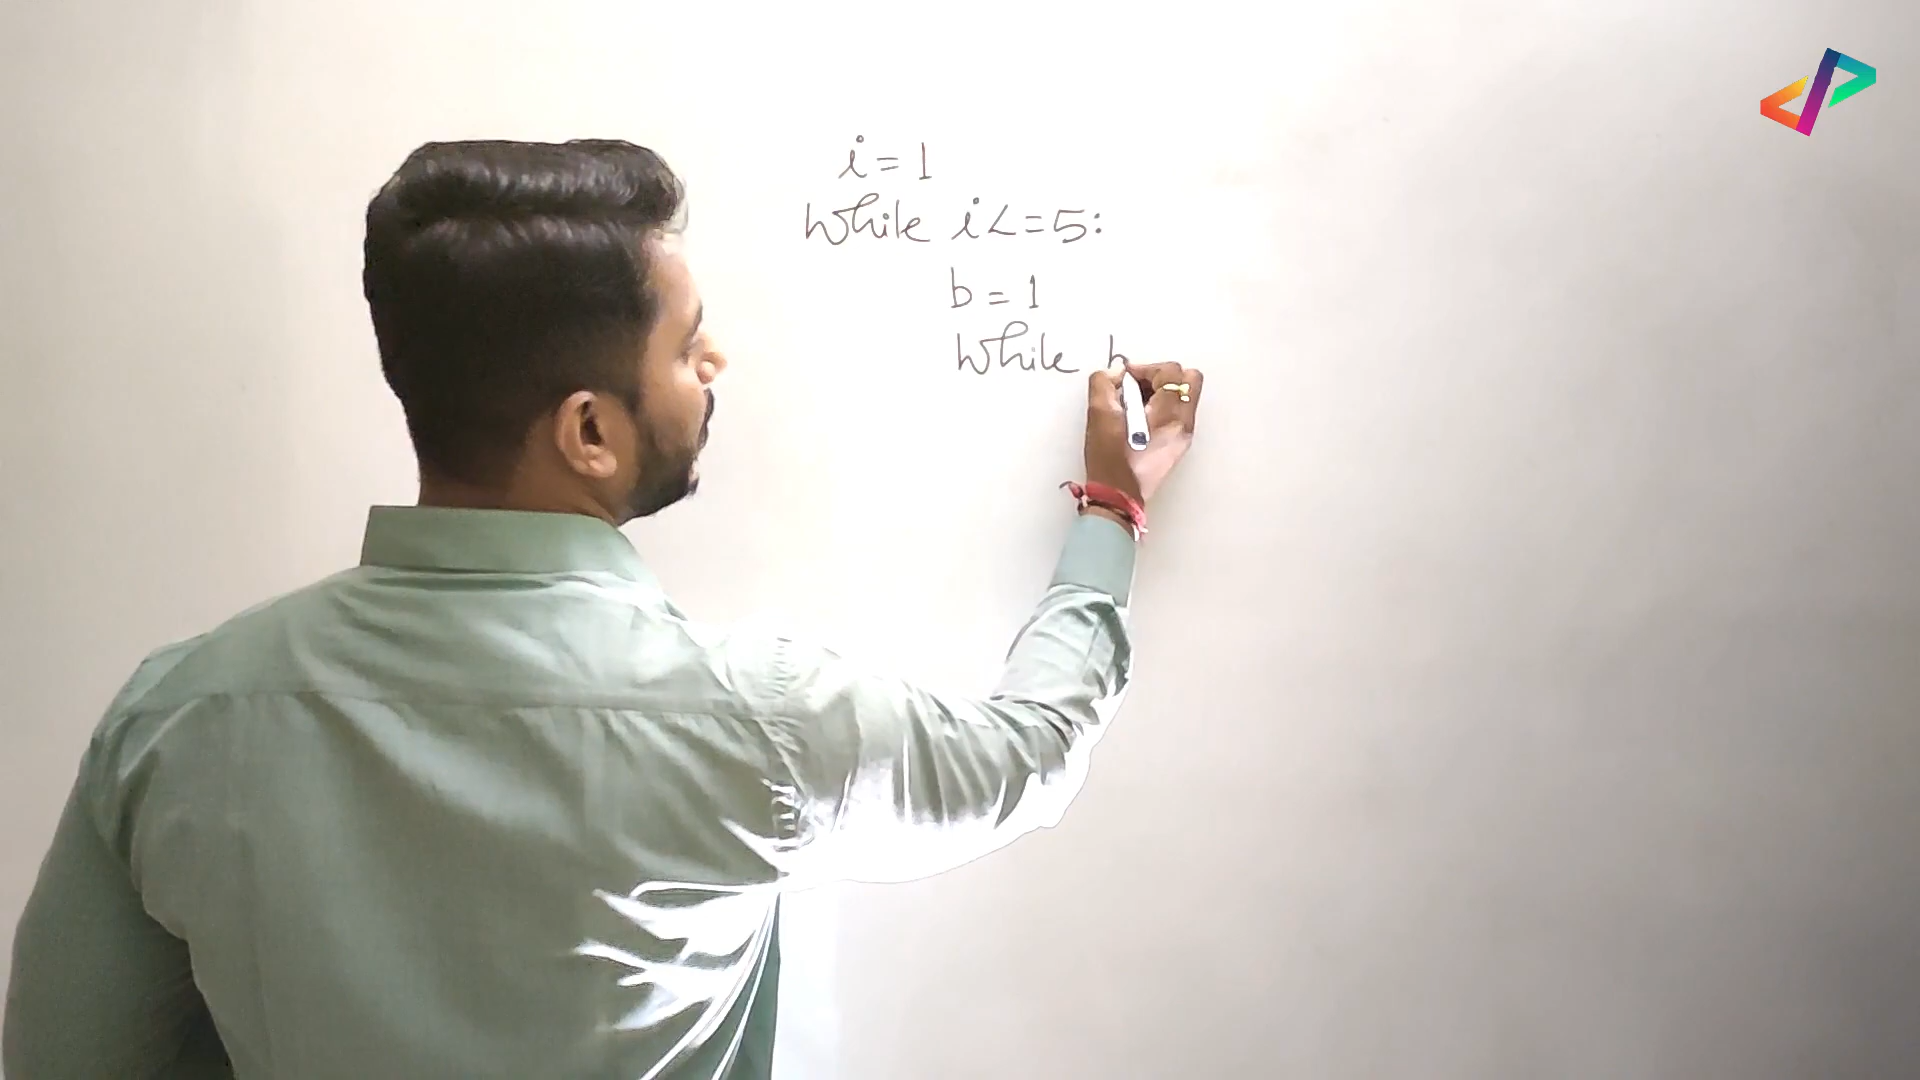 i = 1
While i <= 5:
b = 1
While b